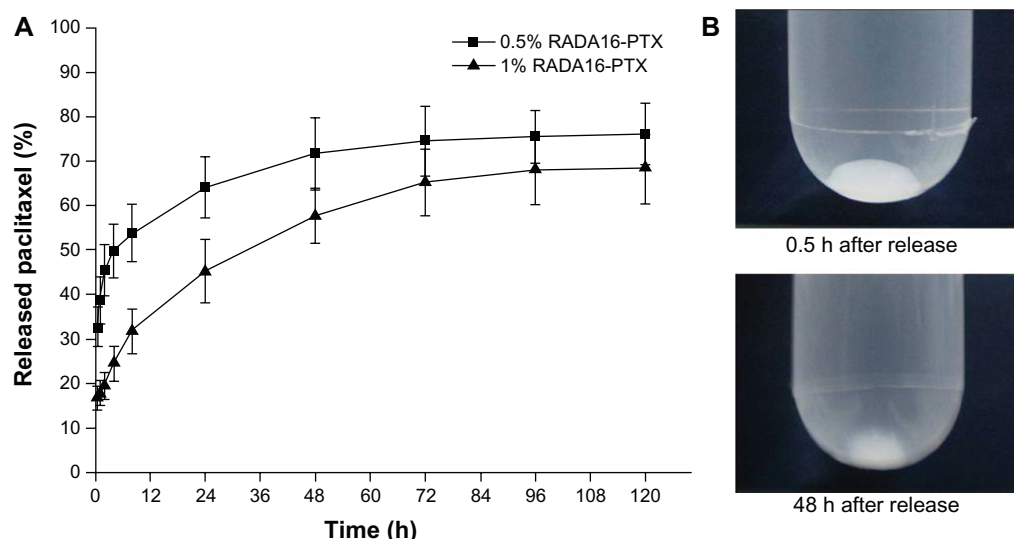 A
100
90
80
70
60
50
40
30
20
10
0
Released paclitaxel (%)
0 12 24 36 48 60 72 84 96 108 120
Time (h)
0.5% RADA16-PTX
1% RADA16-PTX
B
0.5 h after release
48 h after release